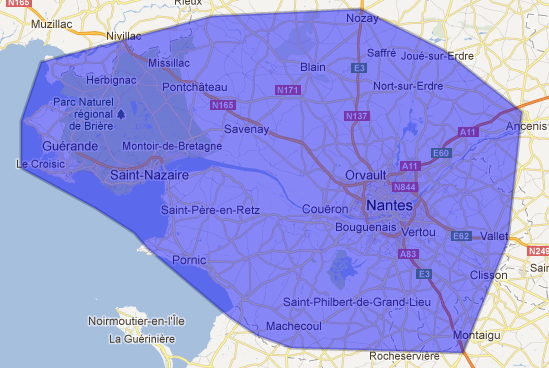 N165
Rieux
Muzillac
Nozay
Nivillac
Saffré
Joué-sur-Erdre
Missillac
Blain
E3
Herbignac
Pontchâteau
Nort-sur-Erdre
N171
Parc Naturel
régional
de Brière
N165
N137
Ancenis
Savenay
A11
Guérande
Montoir-de-Bretagne
E60
Le Croisic
A11
Saint-Nazaire
Orvault
N844
Nantes
Saint-Père-en-Retz
Couëron
Bouguenais
Vertou
E62
Vallet
N249
Pornic
A83
E3
Clisson
Saint-Philbert-de-Grand-Lieu
Noirmoutier-en-l'Île
Machecoul
La Guérinière
Montaigu
Rocheservière